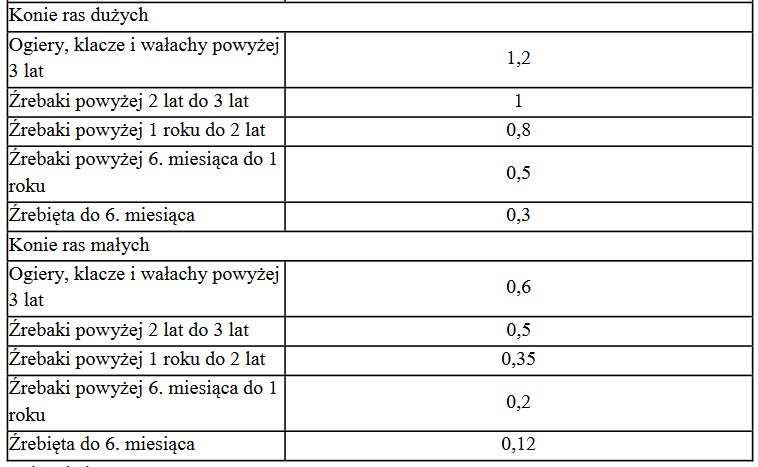 Konie ras dużych
Ogiery, klacze i wałachy powyżej
3 lat
1,2
Źrebaki powyżej 2 lat do 3 lat
1
Źrebaki powyżej 1 roku do 2 lat
0,8
Źrebaki powyżej 6. miesiąca do 1
roku
0,5
Źrebięta do 6. miesiąca
0,3
Konie ras małych
Ogiery, klacze i wałachy powyżej
3 lat
0,6
Źrebaki powyżej 2 lat do 3 lat
0,5
Źrebaki powyżej 1 roku do 2 lat
0,35
Źrebaki powyżej 6. miesiąca do 1
roku
0,2
Źrebięta do 6. miesiąca
0,12